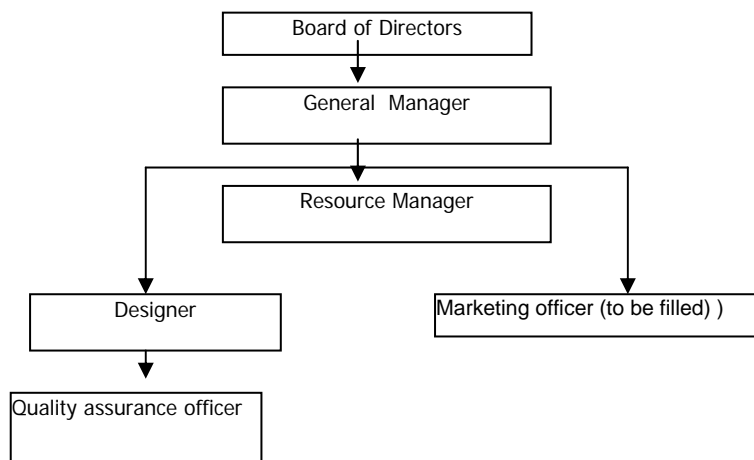 Board of Directors
General  Manager
Resource Manager
Designer
Marketing officer (to be filled) )
Quality assurance officer